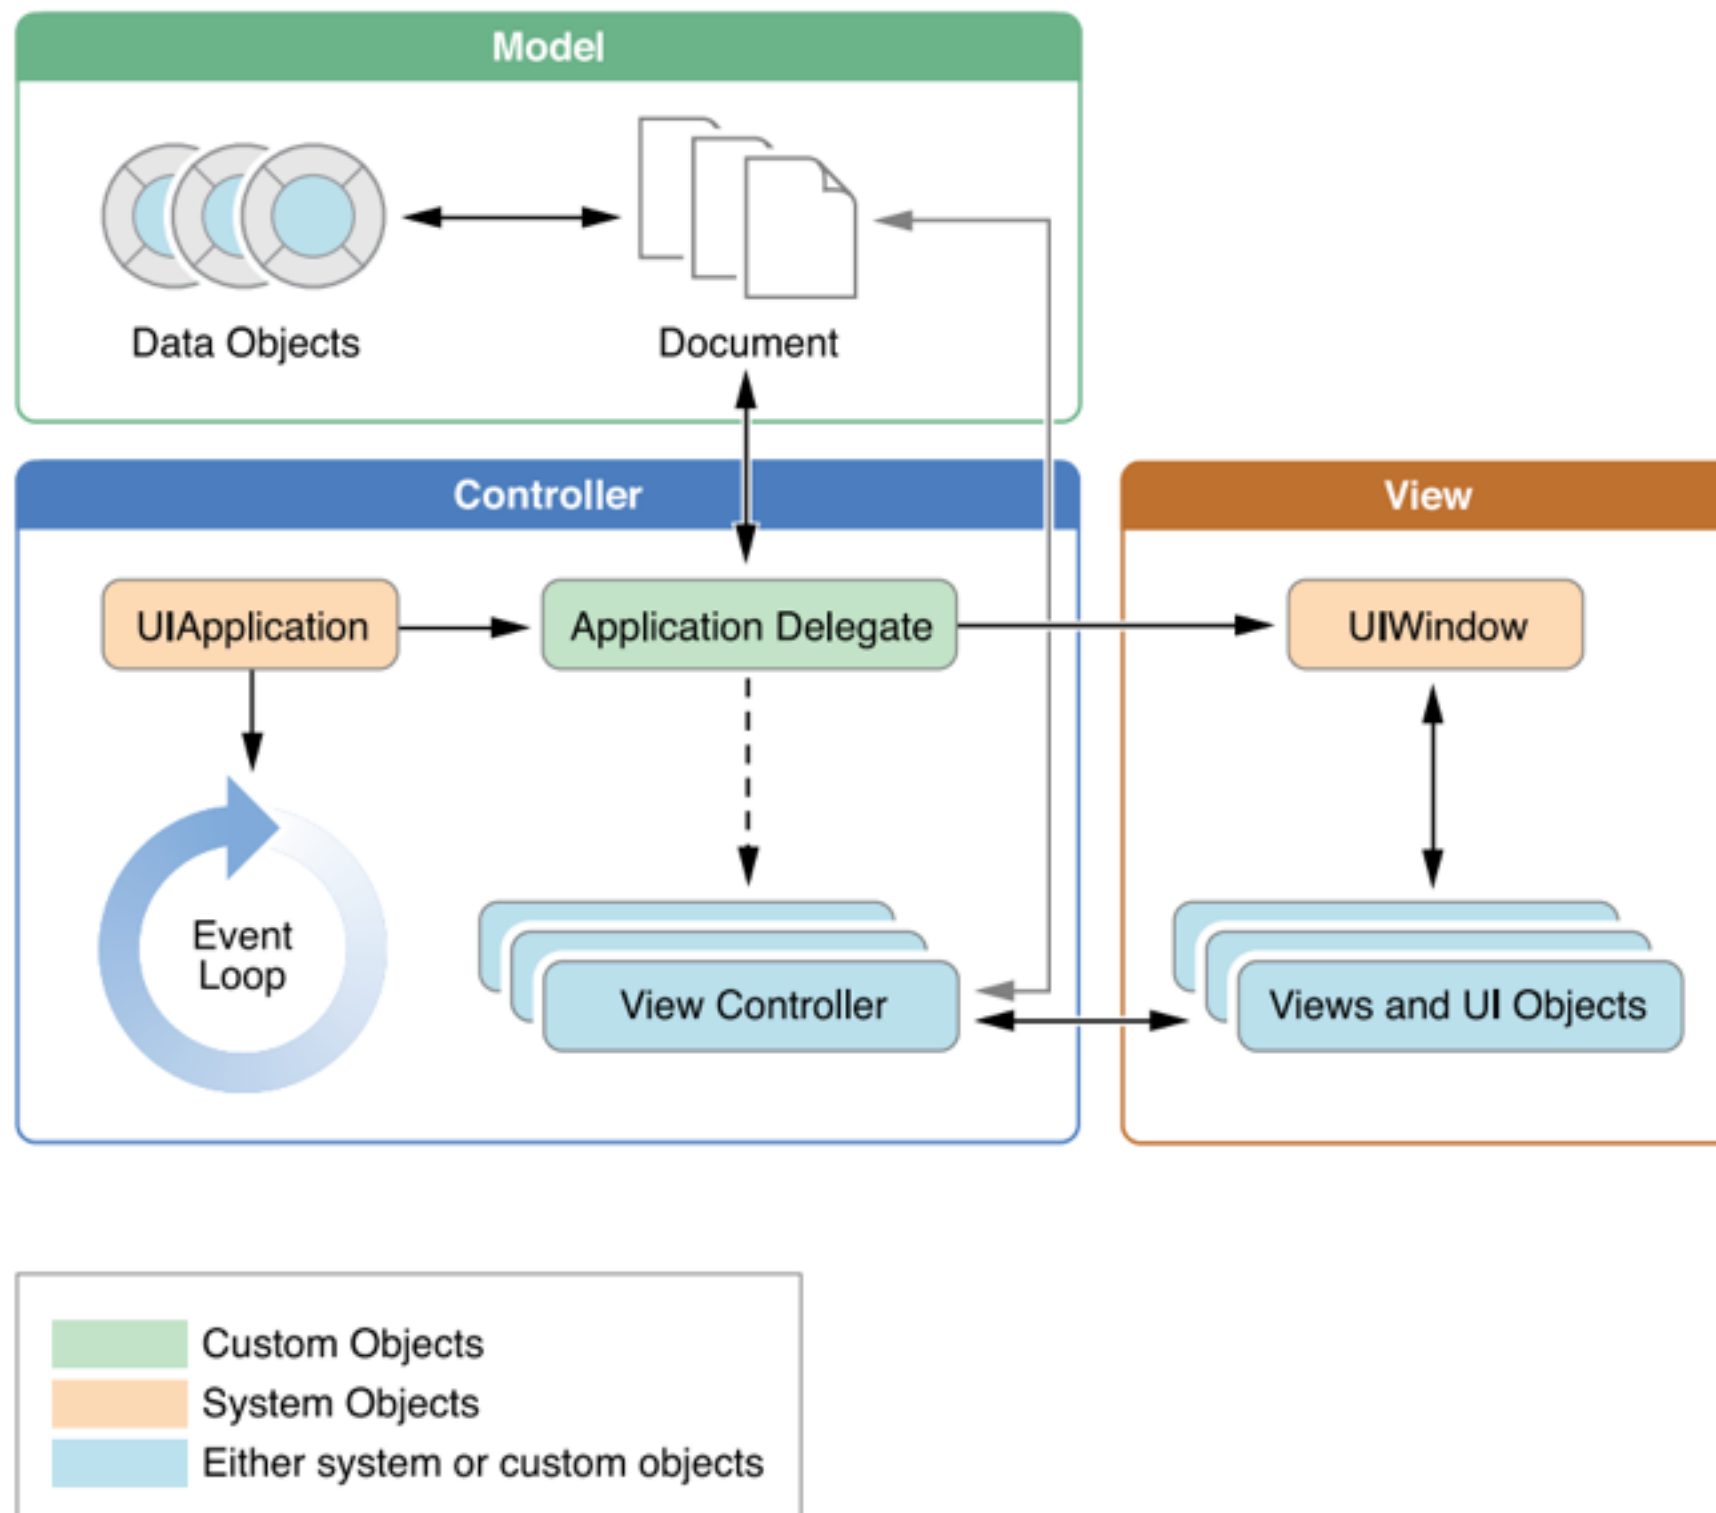 Model
Data Objects
Document
Controller
View
UIApplication
Application Delegate
UIWindow
Event
Loop
View Controller
Views and UI Objects
Custom Objects
System Objects
Either system or custom objects